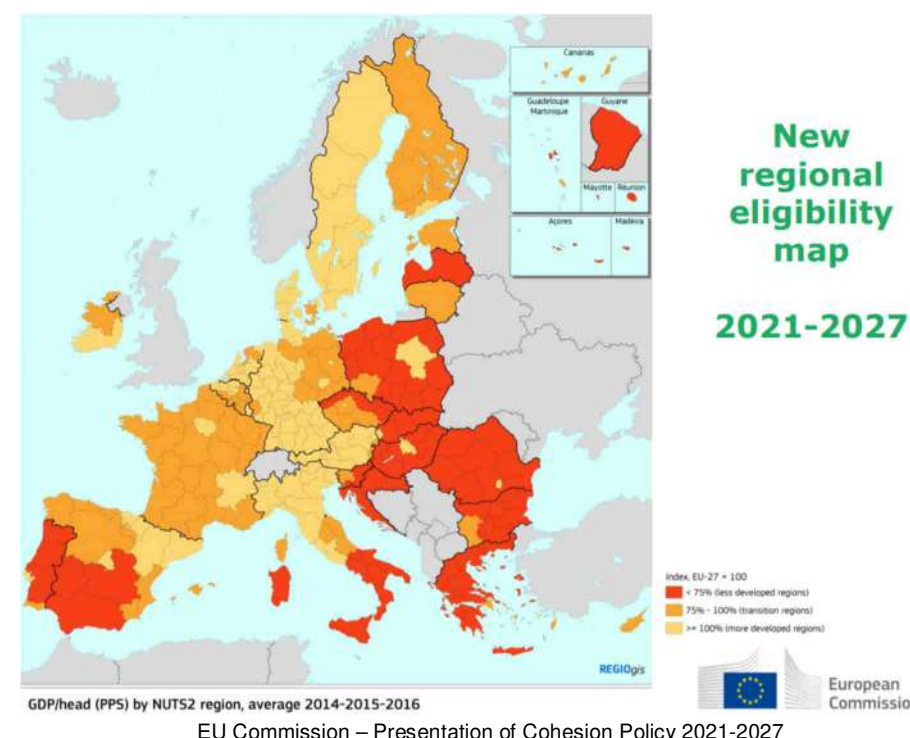 Canarias
Guadeloupe
Martinique
Guyane
Mayotte
Réunion
Açores
Madeira
New
regional
eligibility
map
2021-2027
Index, EU-27 = 100
< 75% (less developed regions)
75% - 100% (transition regions)
>= 100% (more developed regions)
REGIOgis
European
Commissio
GDP/head (PPS) by NUTS2 region, average 2014-2015-2016
EU Commission – Presentation of Cohesion Policy 2021-2027